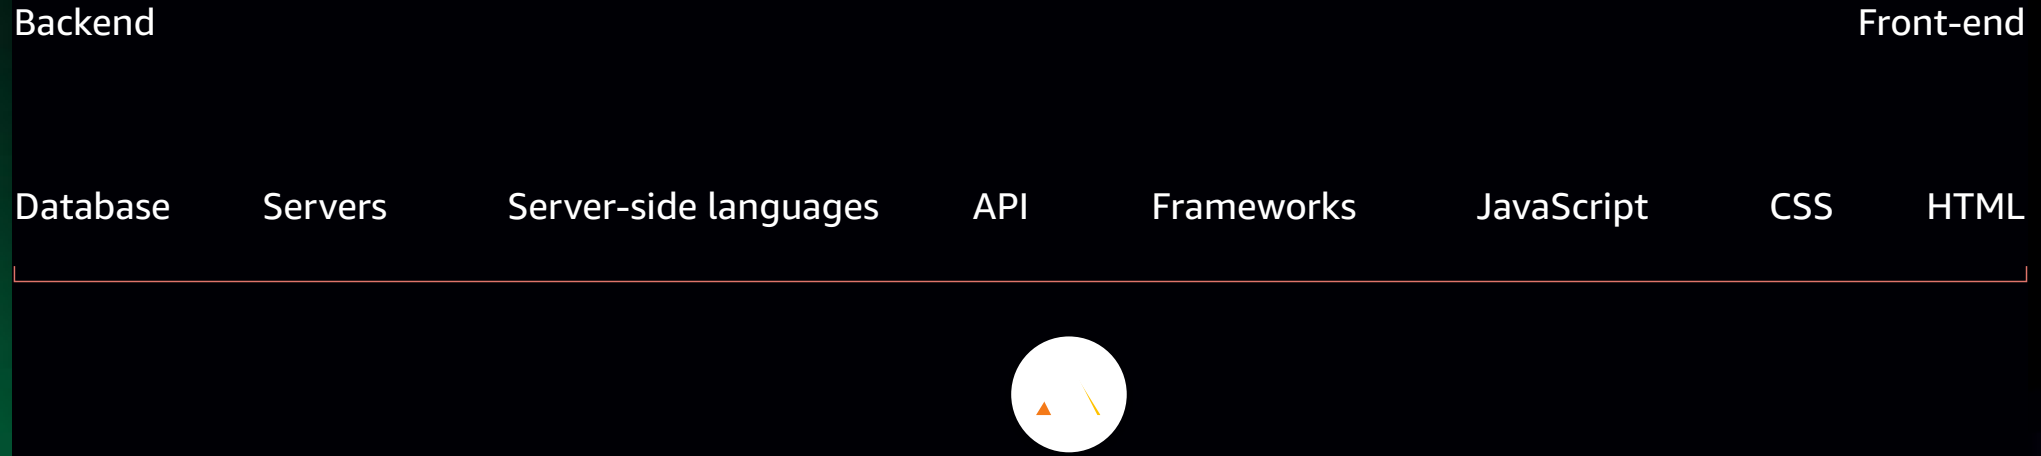 Backend Front-end
Database Servers Server-side languages API Frameworks JavaScript CSS HTML